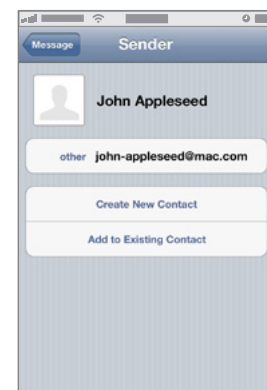 Message Sender
John Appleseed
other john-appleseed@mac.com
Create New Contact
Add to Existing Contact